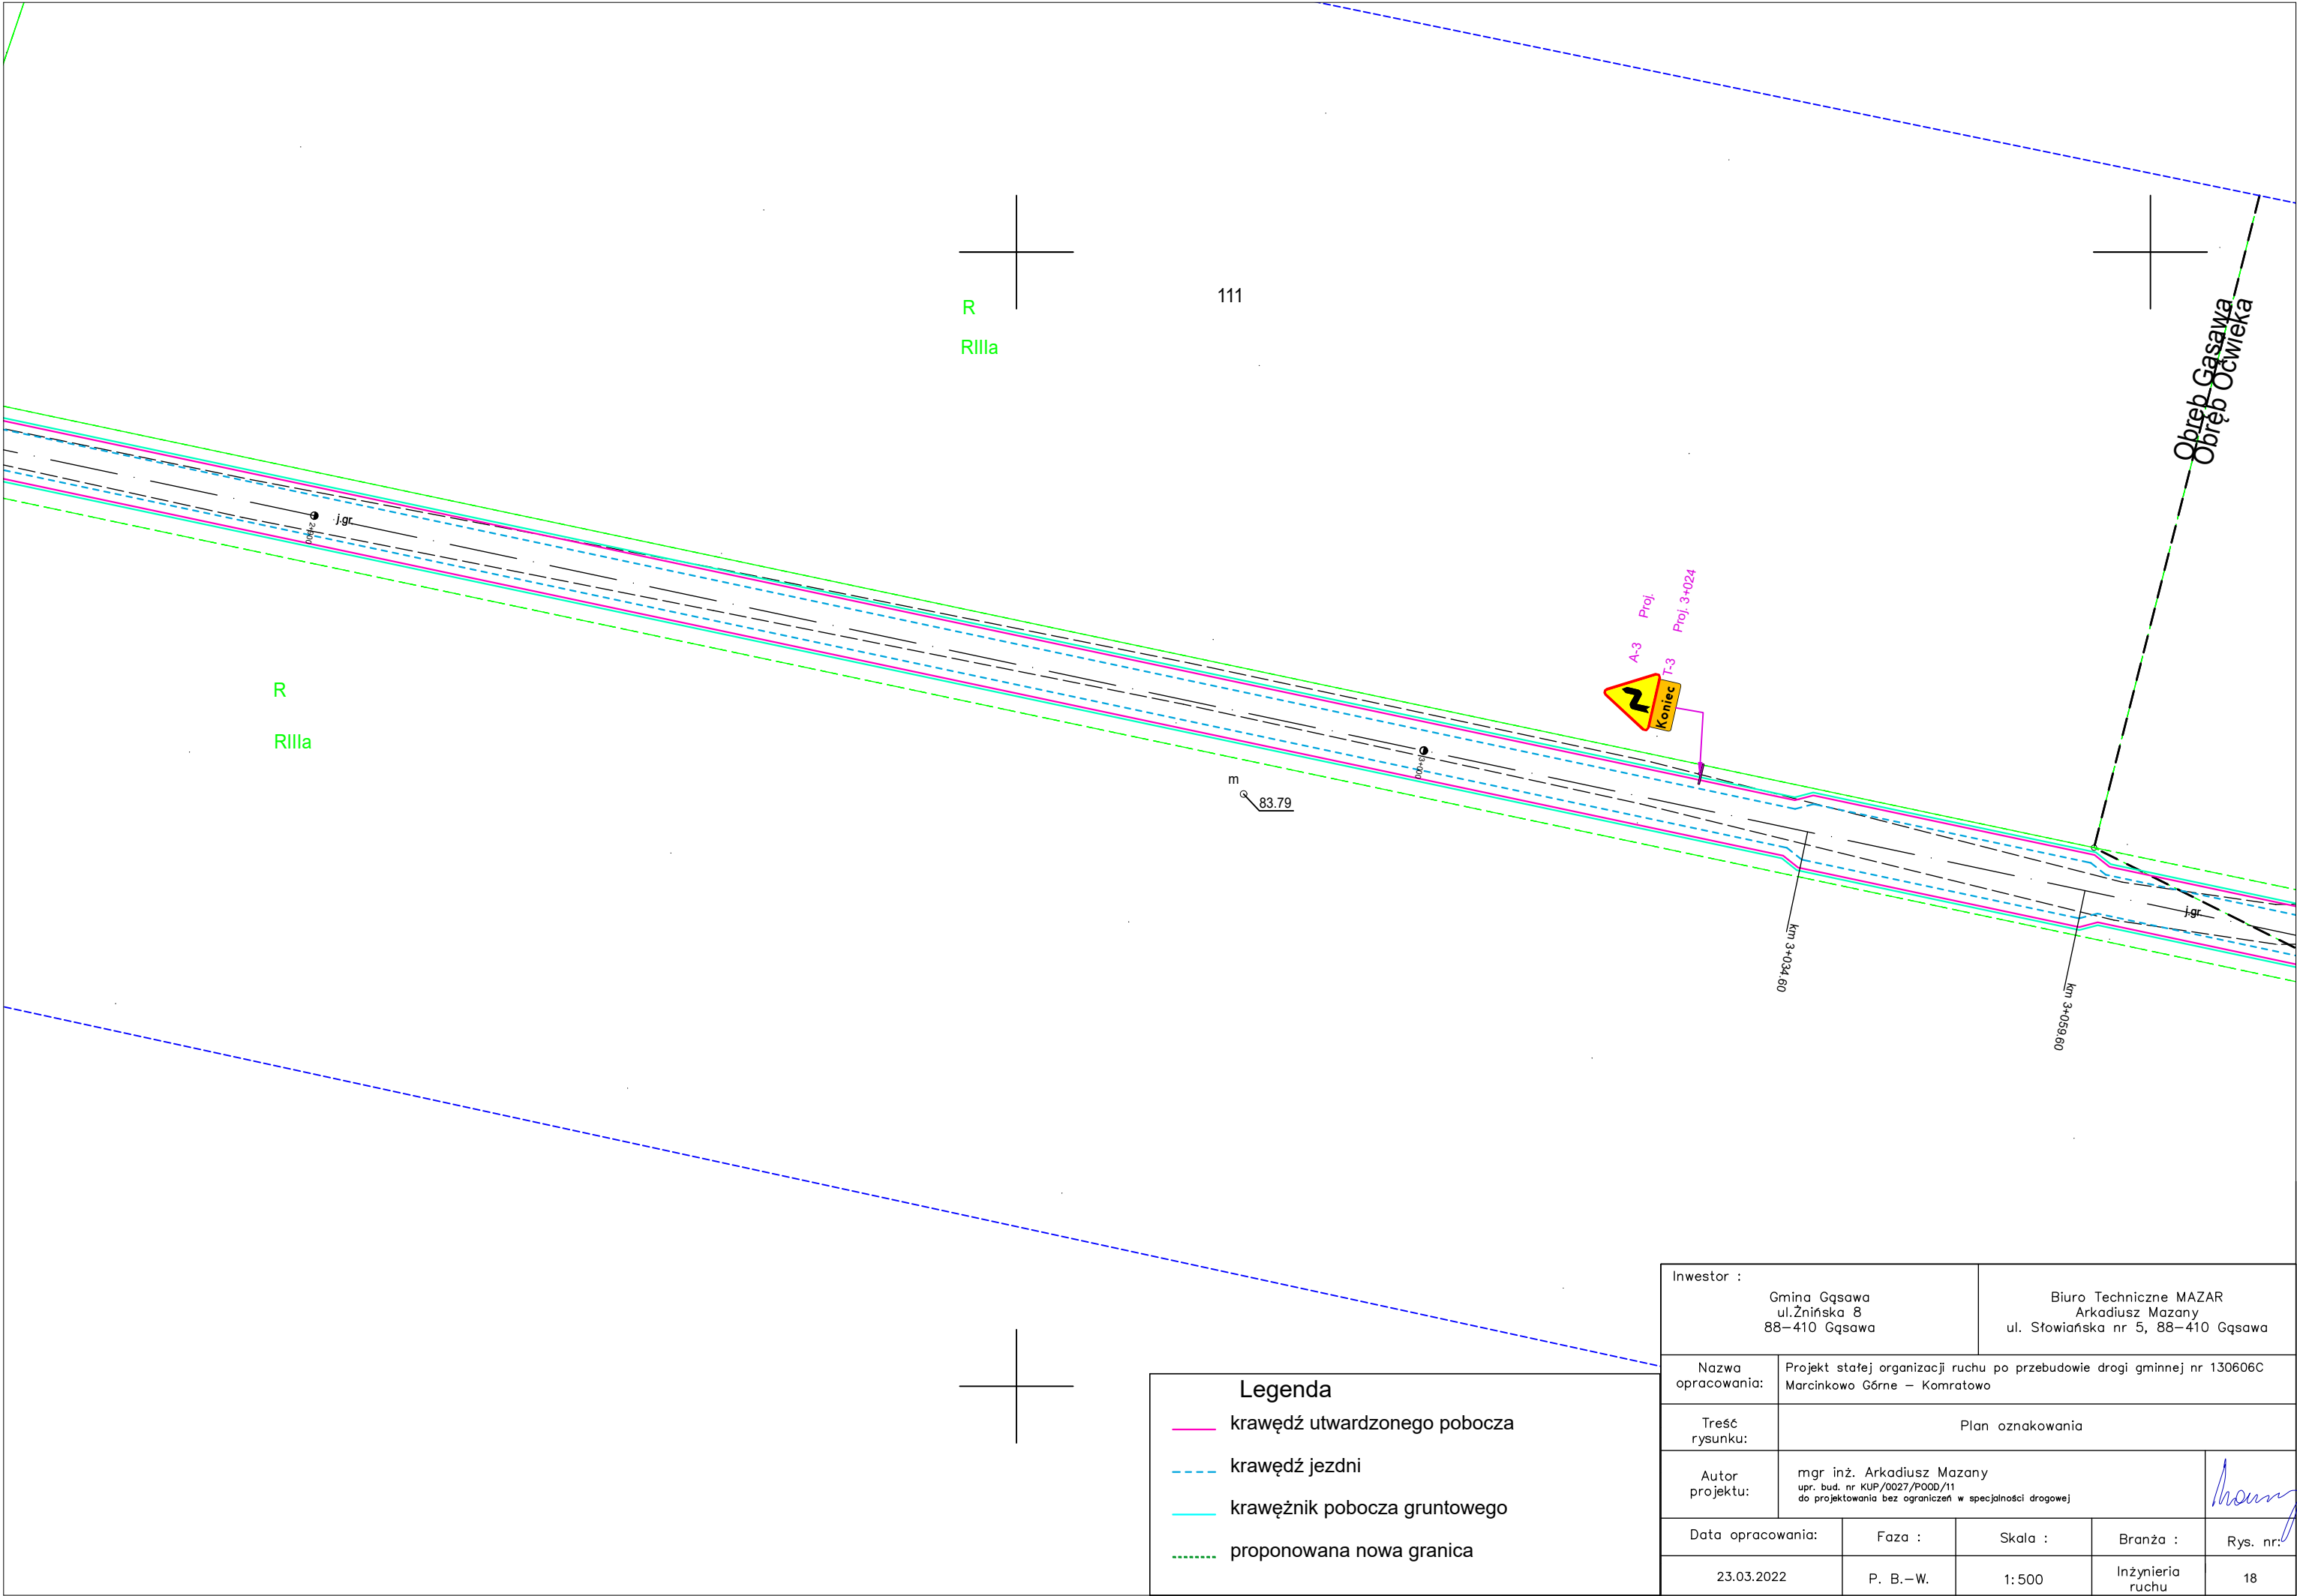 111
R
RIIIa
Obręb Gąsawa
Obręb Oćwieka
j.gr.
2+900
A-3 Proj.
T-3 Proj. 3+024
Koniec
R
RIIIa
3+000
m
83.79
j.gr.
km 3+034.60
km 3+059.60
Legenda
krawędź utwardzonego pobocza
krawędź jezdni
krawężnik pobocza gruntowego
proponowana nowa granica
Inwestor :
Gmina Gąsawa
ul.Żnińska 8
88-410 Gąsawa
Biuro Techniczne MAZAR
Arkadiusz Mazany
ul. Słowiańska nr 5, 88-410 Gąsawa
Nazwa
opracowania:
Projekt stałej organizacji ruchu po przebudowie drogi gminnej nr 130606C
Marcinkowo Górne – Komratowo
Treść
rysunku:
Plan oznakowania
Autor
projektu:
mgr inż. Arkadiusz Mazany
upr. bud. nr KUP/0027/POOD/11
do projektowania bez ograniczeń w specjalności drogowej
Data opracowania:
Faza :
Skala :
Branża :
Rys. nr:
23.03.2022
P. B.-W.
1:500
Inżynieria
ruchu
18